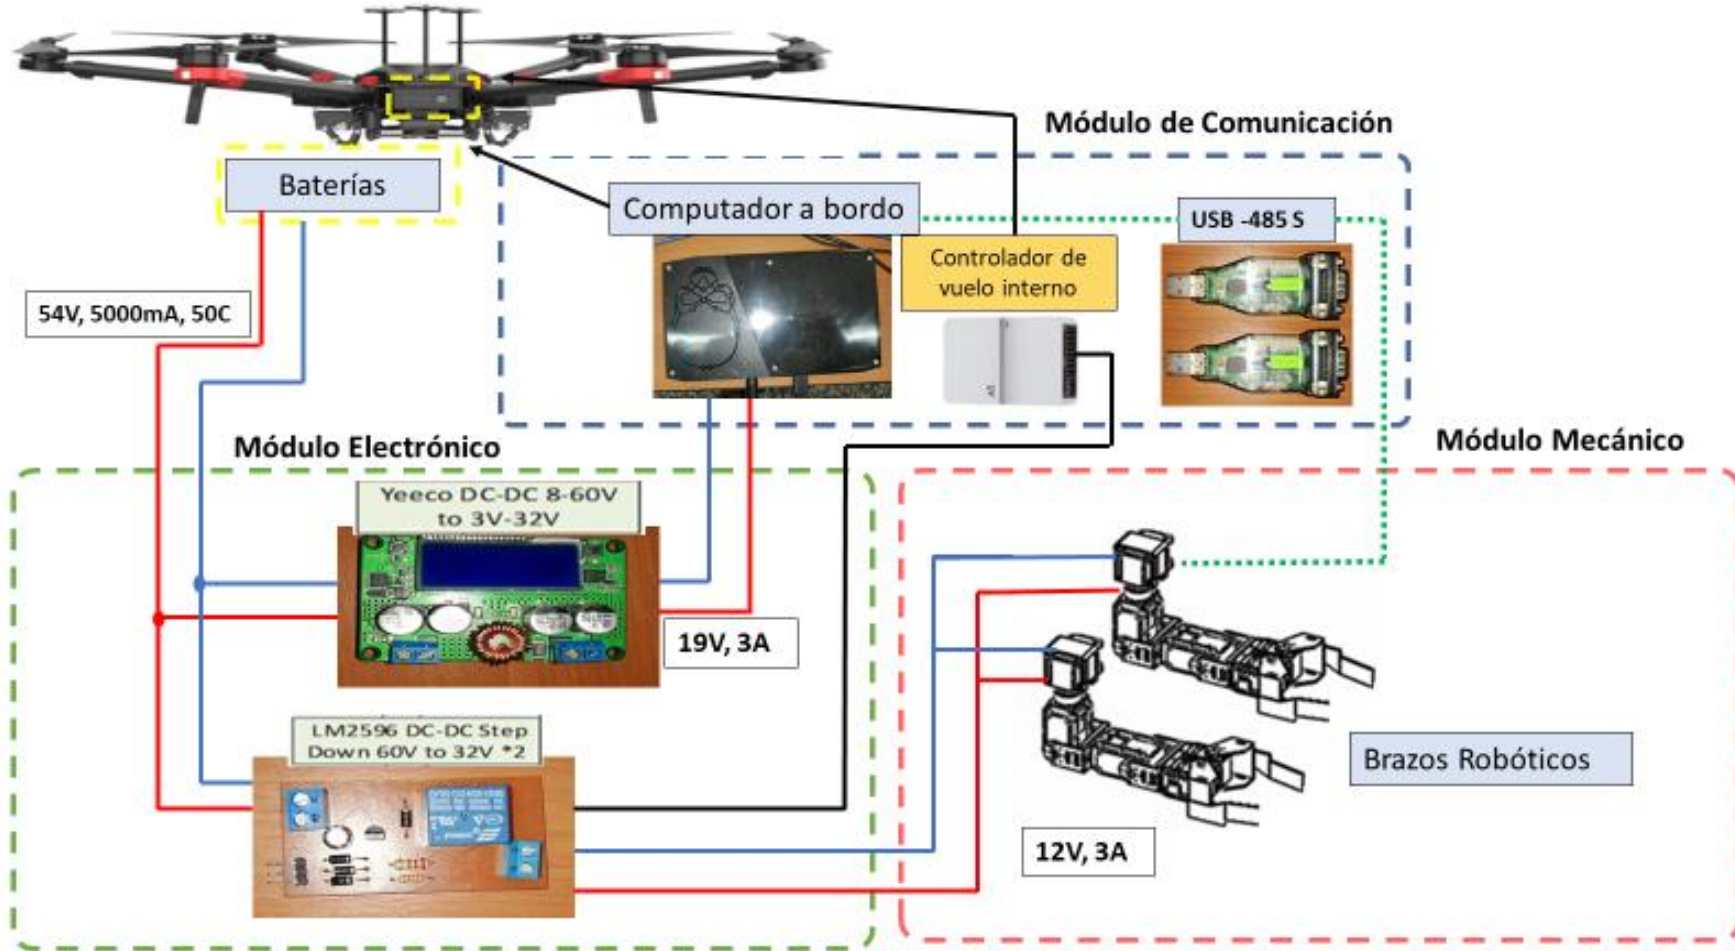 Módulo de Comunicación
Baterías
Computador a bordo
USB -485 S
Controlador de
vuelo interno
54V, 5000mA, 50C
A3
Módulo Electrónico
Módulo Mecánico
Yeeco DC-DC 8-60V
to 3V-32V
19V, 3A
LM2596 DC-DC Step
Down 60V to 32V *2
Brazos Robóticos
12V, 3A